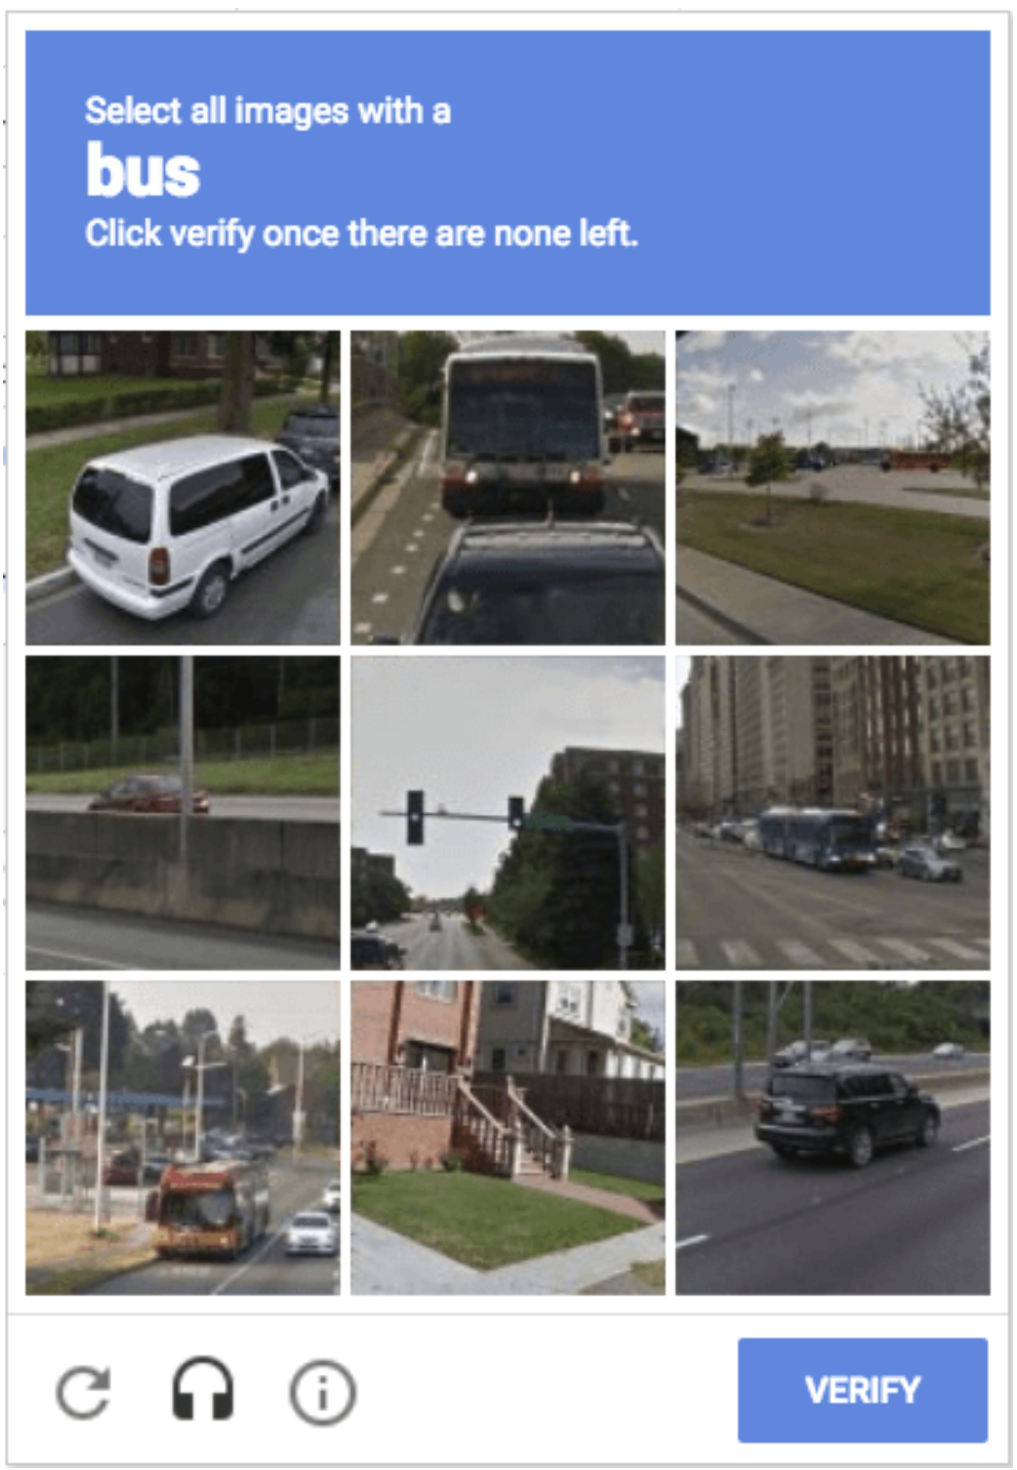 Select all images with a
bus
Click verify once there are none left.
VERIFY